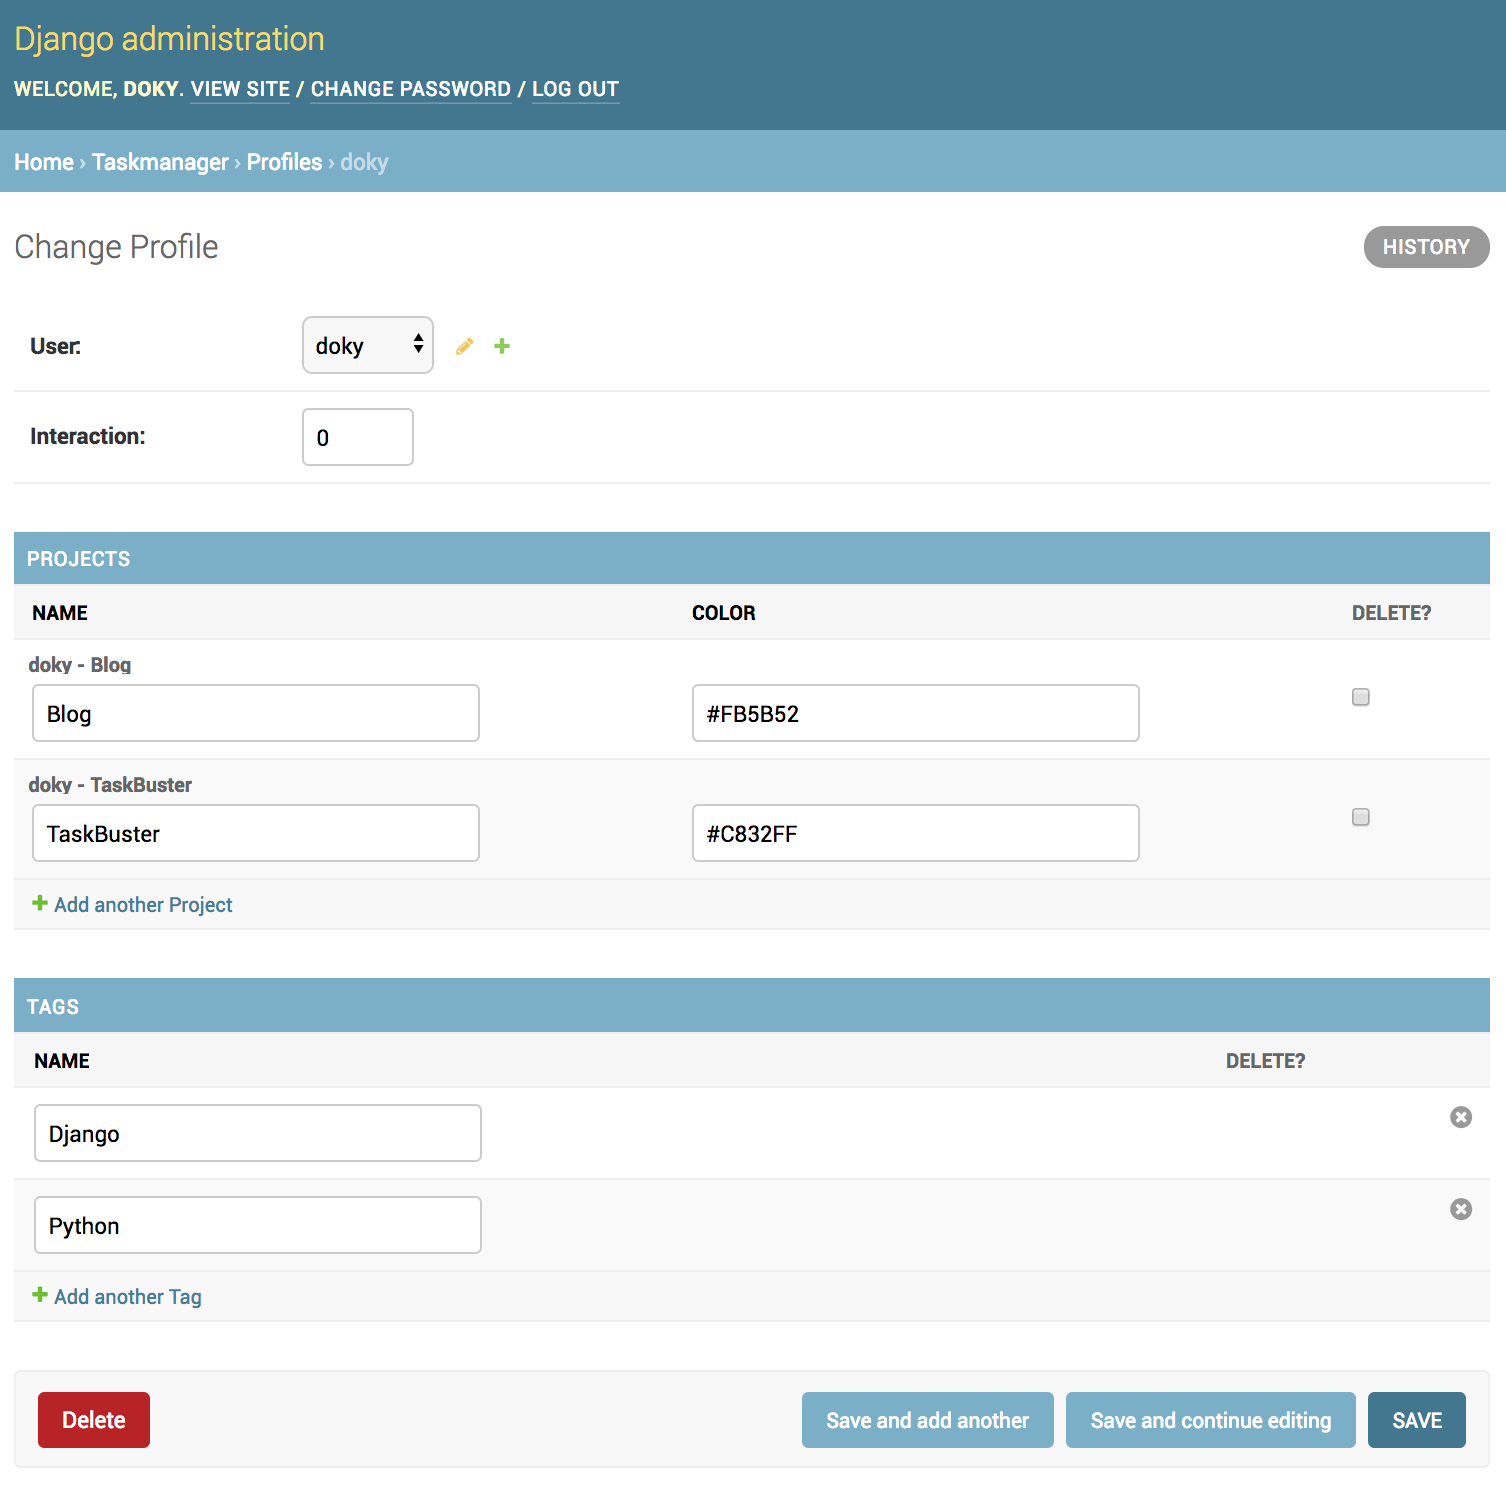 Django administration
WELCOME, DOKY. VIEW SITE / CHANGE PASSWORD / LOG OUT
Home › Taskmanager › Profiles › doky
Change Profile
HISTORY
User:
doky
Interaction:
0
PROJECTS
NAME COLOR DELETE?
doky - Blog
Blog #FB5B52
doky - TaskBuster
TaskBuster #C832FF
Add another Project
TAGS
NAME DELETE?
Django
Python
Add another Tag
Delete Save and add another Save and continue editing SAVE